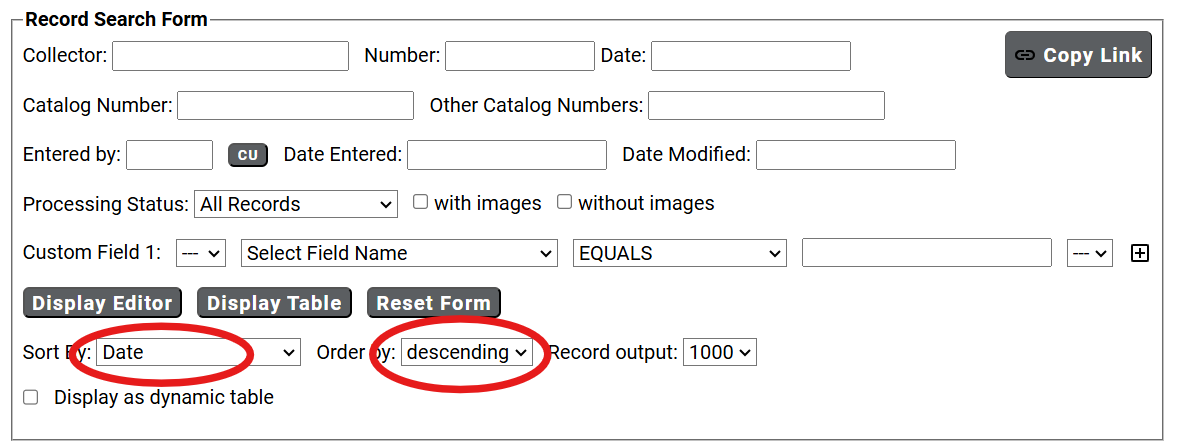 Record Search Form
Collector: Number: Date: Copy Link
Catalog Number: Other Catalog Numbers:
Entered by: CU Date Entered: Date Modified:
Processing Status: All Records with images without images
Custom Field 1: --- Select Field Name EQUALS ---
Display Editor Display Table Reset Form
Sort By: Date Order by: descending Record output: 1000
Display as dynamic table